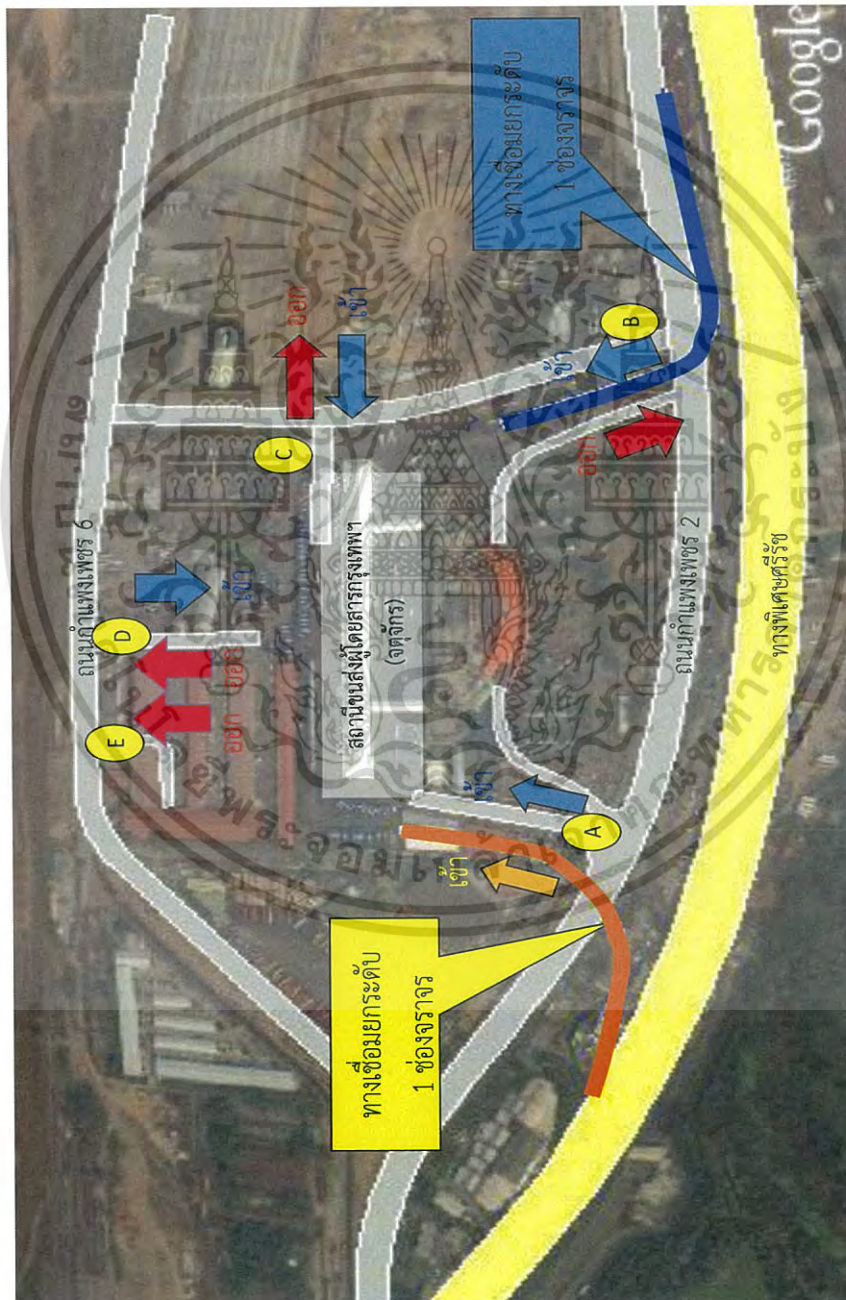 ถนนกำแพงเพชร 6
E
D
ออก
ออก
เข้า
C
ออก
เข้า
สถานีขนส่งผู้โดยสารกรุงเทพฯ
(จตุจักร)
ทางเชื่อมยกระดับ
1 ช่องจราจร
เข้า
เข้า
A
ทางเชื่อมยกระดับ
1 ช่องจราจร
เข้า
B
ออก
ถนนกำแพงเพชร 2
ทางพิเศษศรีรัช
Google